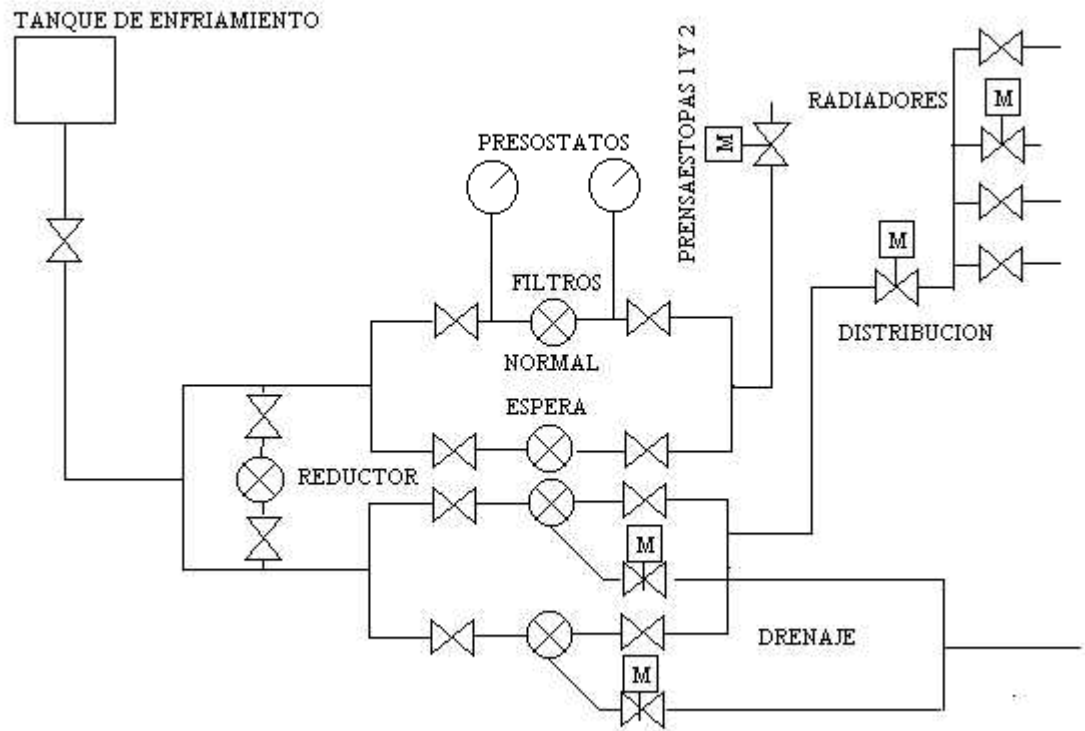 TANQUE DE ENFRIAMIENTO
PRENSAESTOPAS 1 Y 2
RADIADORES
M
M
PRESOSTATOS
M
FILTROS
DISTRIBUCION
NORMAL
ESPERA
REDUCTOR
M
DRENAJE
M